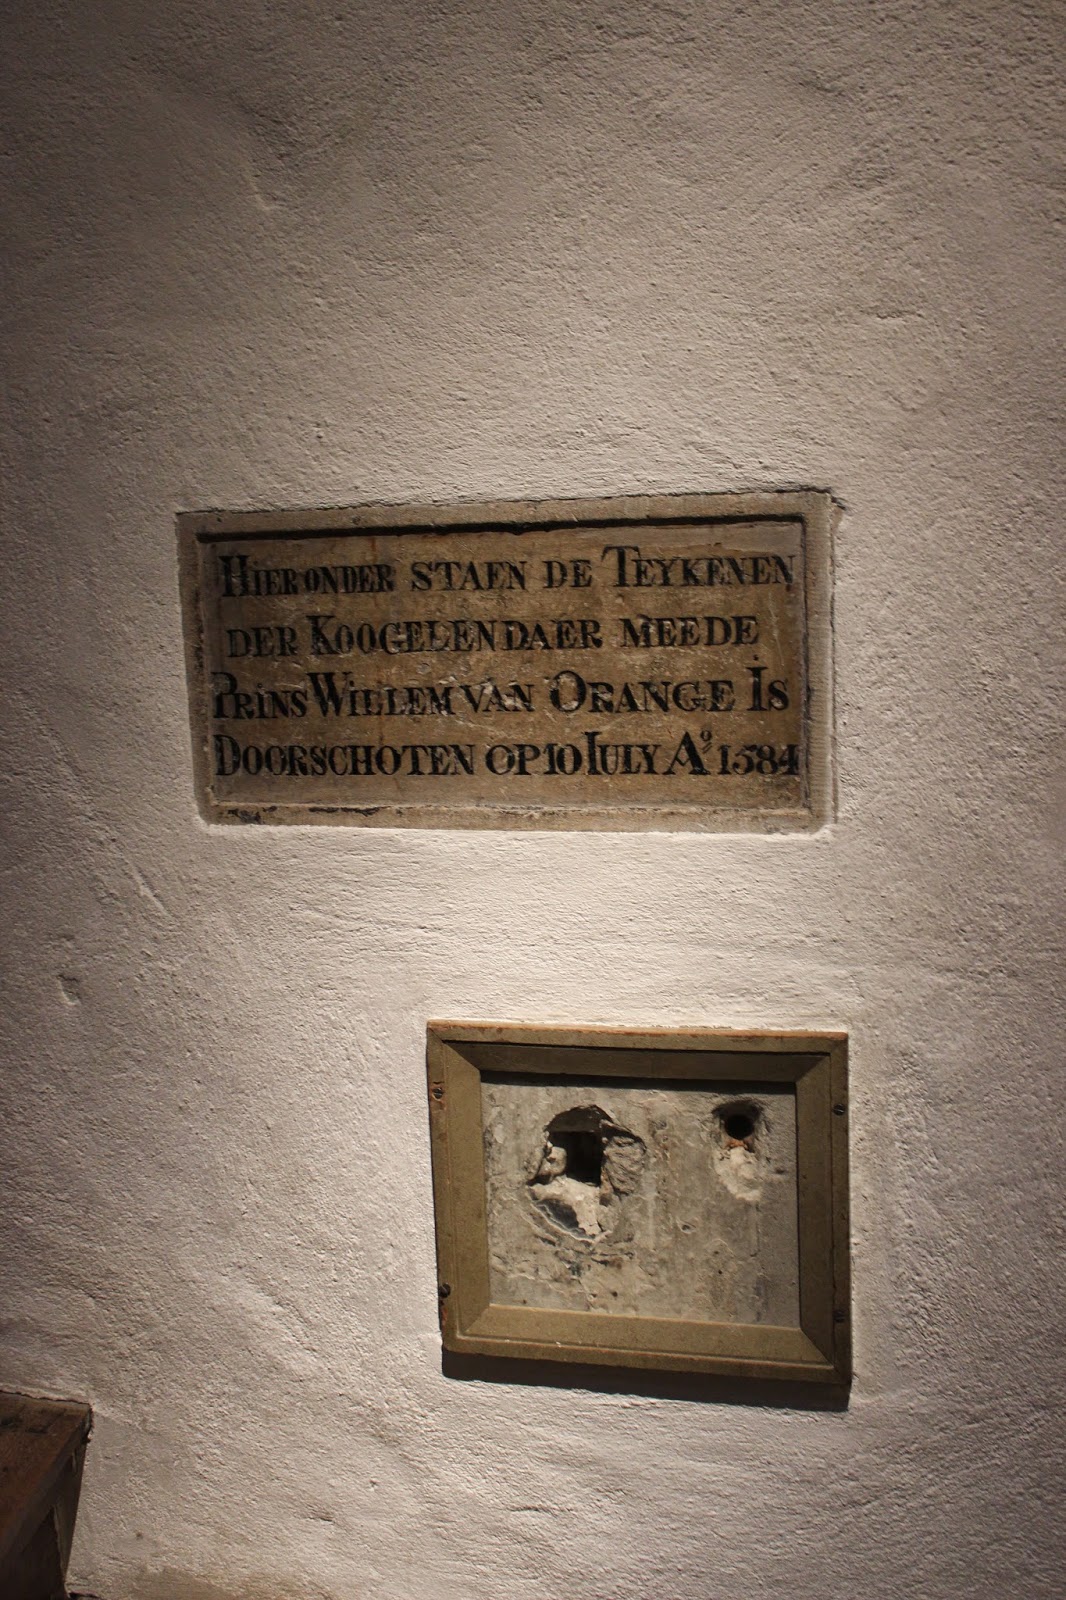 HIER ONDER STAEN DE TEYKENEN
DER KOOGELEN DAER MEEDE
PRINS WILLEM VAN ORANGE IS
DOORSCHOTEN OP 10 IULY Aº 1584